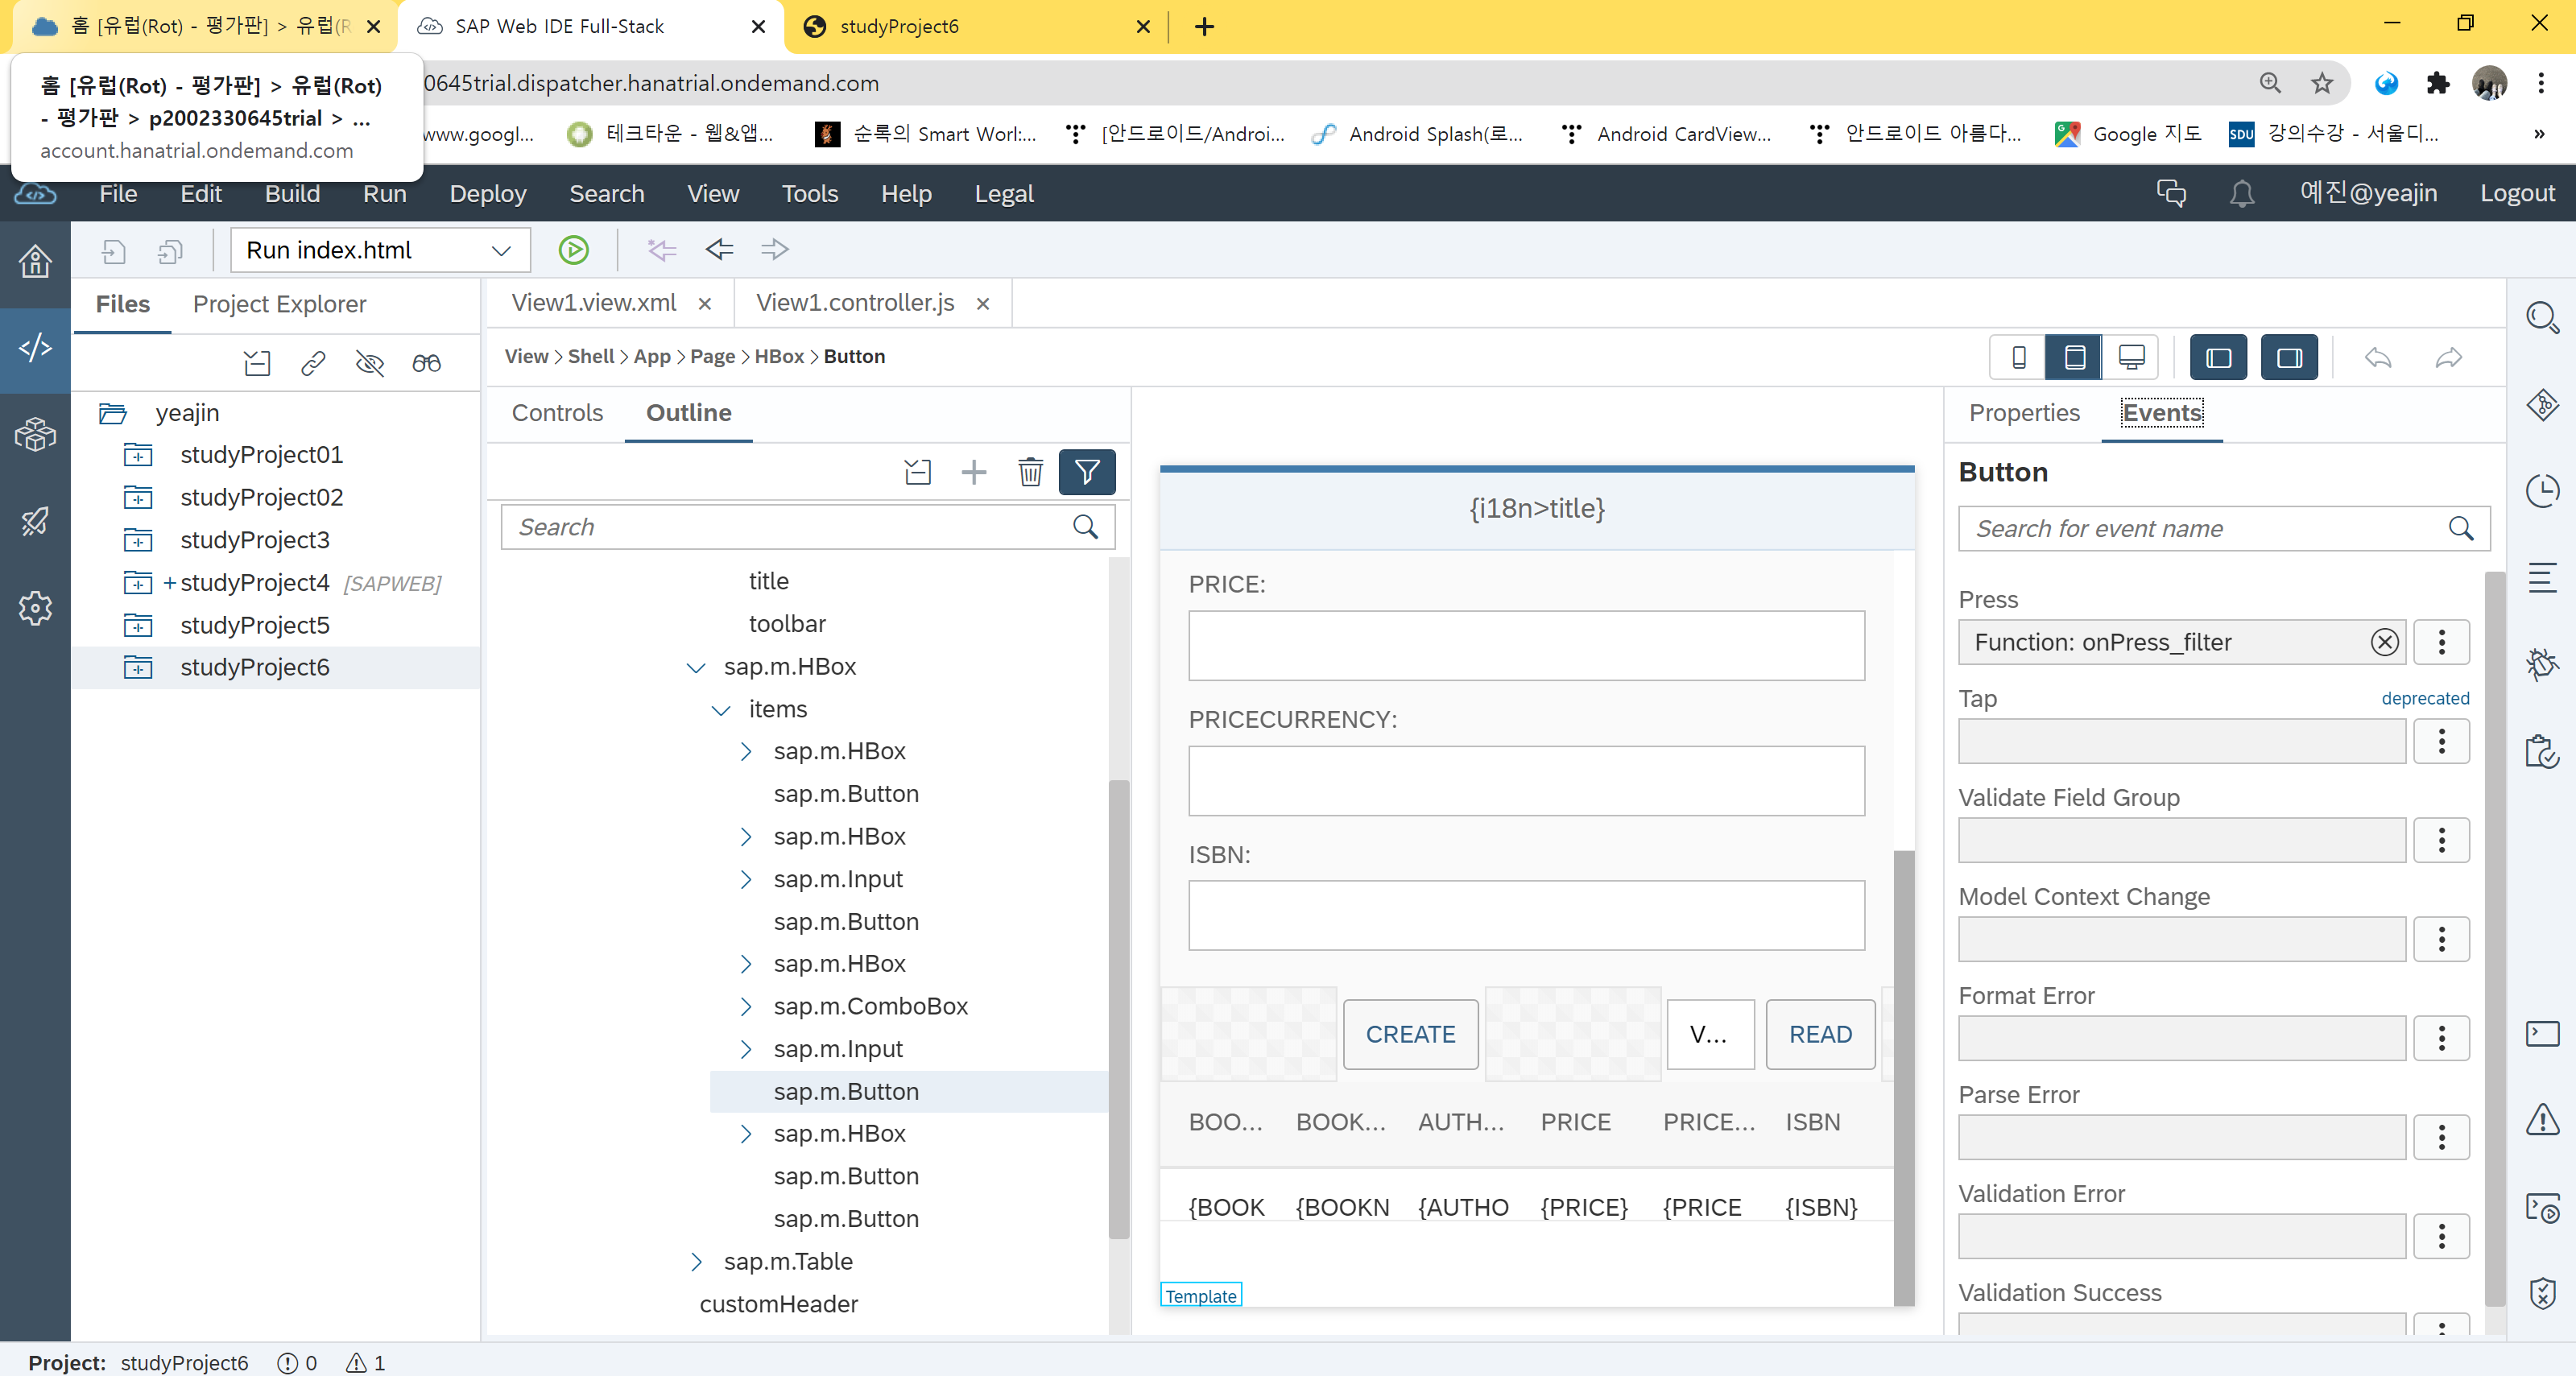 홈 [유럽(Rot) - 평가판] > 유럽(R
SAP Web IDE Full-Stack
studyProject6
홈 [유럽(Rot) - 평가판] > 유럽(Rot)
- 평가판 > p2002330645trial > ...
account.hanatrial.ondemand.com
0645trial.dispatcher.hanatrial.ondemand.com
www.googl...
테크타운 - 웹&앱...
순록의 Smart Worl:...
[안드로이드/Androi...
Android Splash(로...
Android CardView...
안드로이드 아름다...
Google 지도
SDU
강의수강 - 서울디...
»
File
Edit
Build
Run
Deploy
Search
View
Tools
Help
Legal
예진@yeajin
Logout
Run index.html
Files
Project Explorer
View1.view.xml
View1.controller.js
View > Shell > App > Page > HBox > Button
yeajin
studyProject01
studyProject02
studyProject3
+ studyProject4 [SAPWEB]
studyProject5
studyProject6
Controls
Outline
Search
title
toolbar
sap.m.HBox
items
sap.m.HBox
sap.m.Button
sap.m.HBox
sap.m.Input
sap.m.Button
sap.m.HBox
sap.m.ComboBox
sap.m.Input
sap.m.Button
sap.m.HBox
sap.m.Button
sap.m.Button
sap.m.Table
customHeader
{i18n>title}
PRICE:
PRICECURRENCY:
ISBN:
CREATE
V...
READ
BOO...
BOOK...
AUTH...
PRICE
PRICE...
ISBN
{BOOK
{BOOKN
{AUTHO
{PRICE}
{PRICE
{ISBN}
Template
Properties
Events
Button
Search for event name
Press
Function: onPress_filter
Tap
deprecated
Validate Field Group
Model Context Change
Format Error
Parse Error
Validation Error
Validation Success
Project: studyProject6
0
1